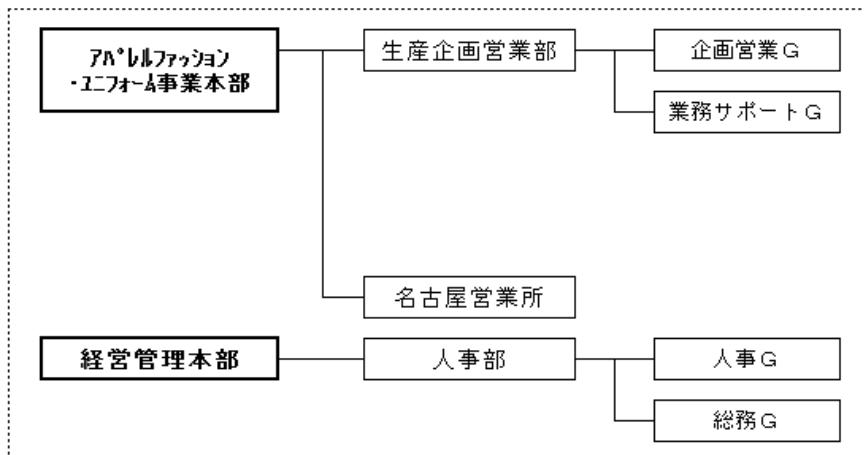 ｱﾊﾟﾚﾙﾌｧｯｼｮﾝ
・ﾕﾆﾌｫｰﾑ事業本部
生産企画営業部
企画営業Ｇ
業務サポートＧ
名古屋営業所
経営管理本部
人事部
人事Ｇ
総務Ｇ